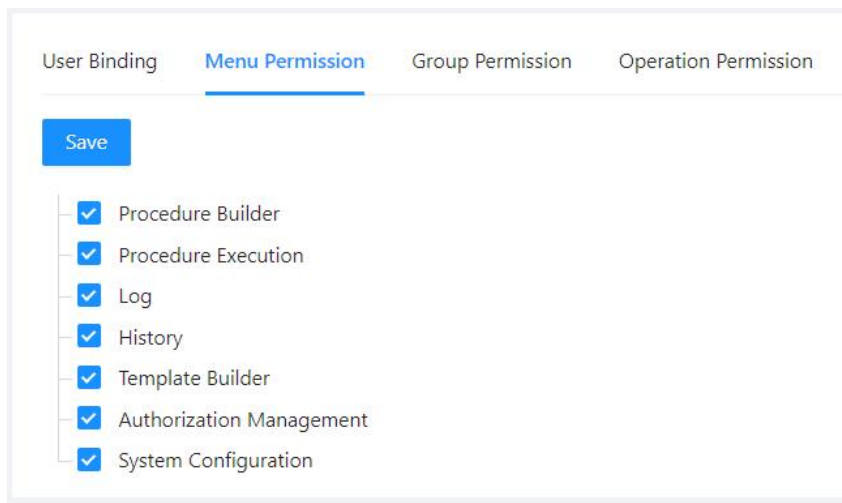 User Binding Menu Permission Group Permission Operation Permission
Save
Procedure Builder
Procedure Execution
Log
History
Template Builder
Authorization Management
System Configuration